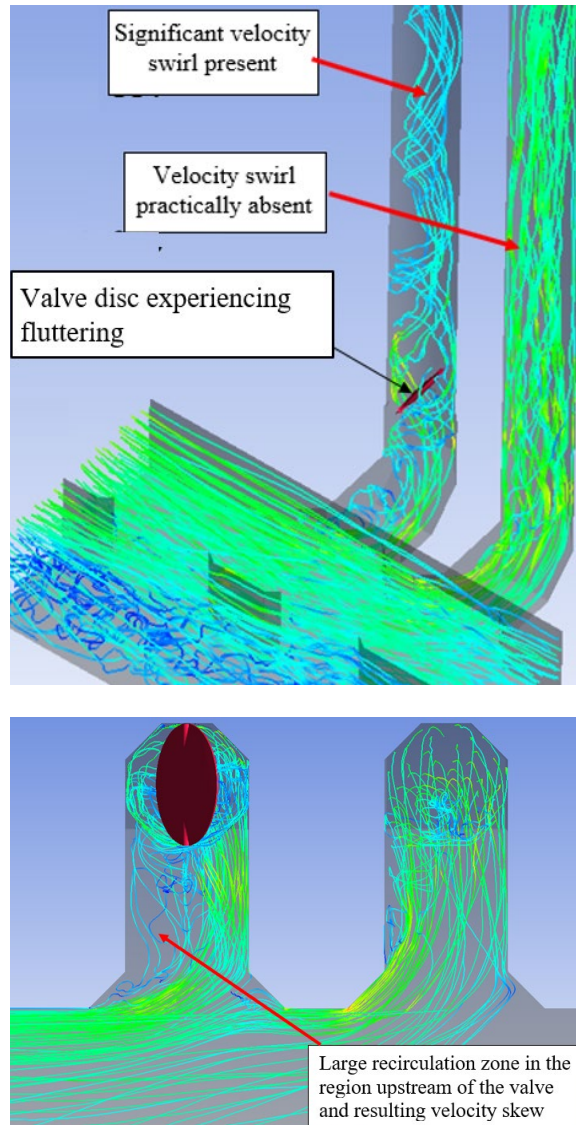 Significant velocity
swirl present
Velocity swirl
practically absent
Valve disc experiencing
fluttering
Large recirculation zone in the
region upstream of the valve
and resulting velocity skew